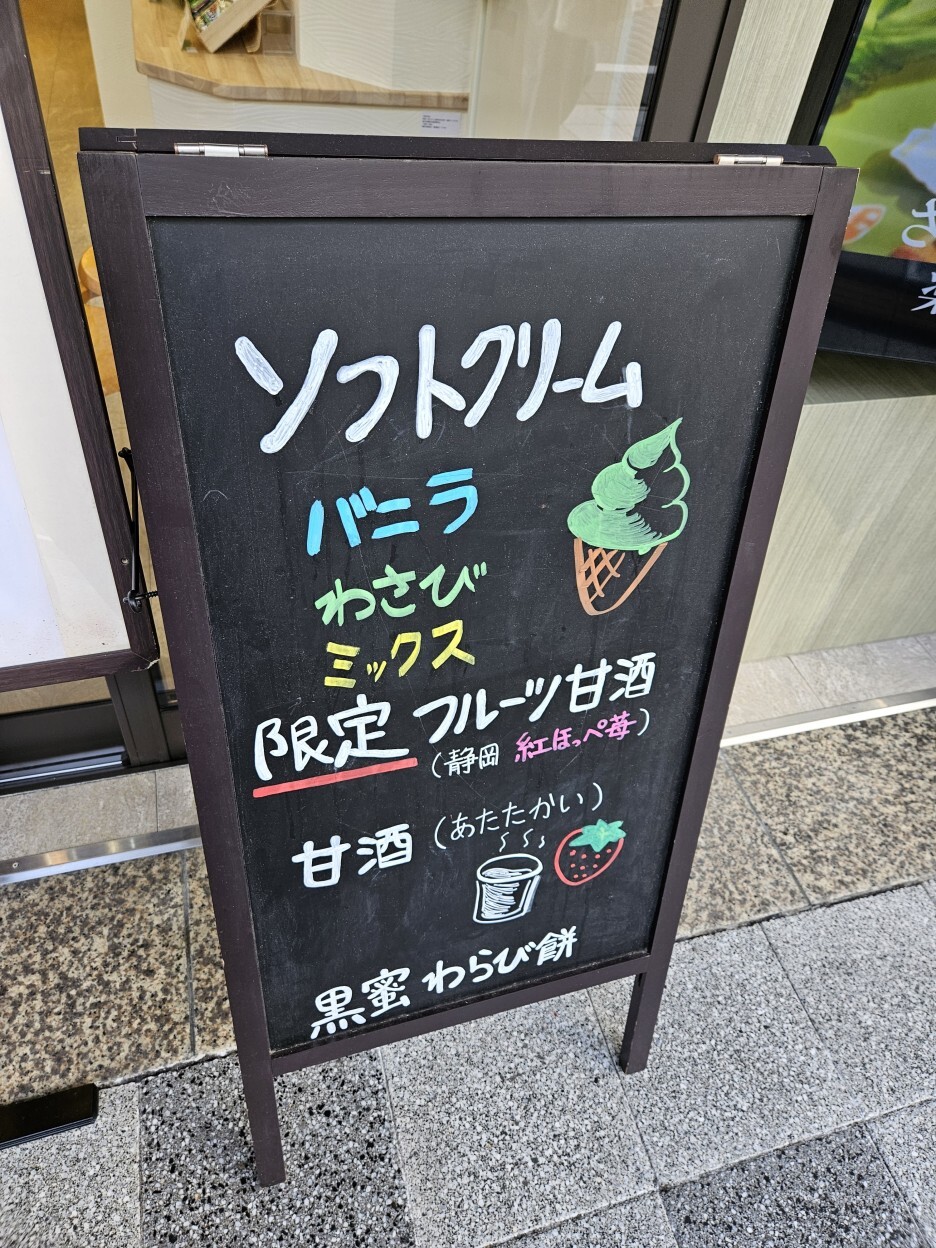 ソフトクリーム
バニラ
わさび
ミックス
限定 フルーツ甘酒
(静岡 紅ほっぺ苺)
甘酒 (あたたかい)
黒蜜 わらび餅